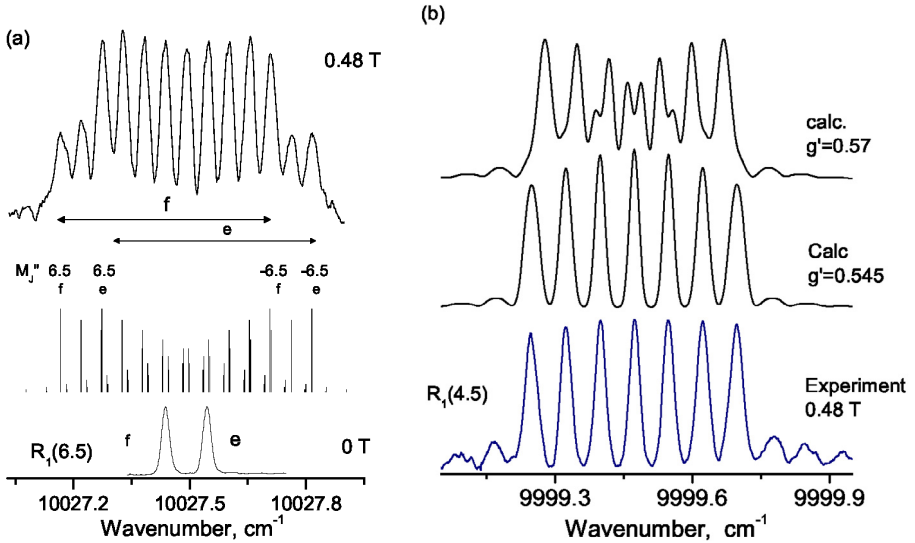 (a)
0.48 T
f
e
M_J" 6.5 6.5 -6.5 -6.5
f e f e
f e
R₁(6.5) 0 T
10027.2 10027.5 10027.8
Wavenumber, cm⁻¹
(b)
calc.
g'=0.57
Calc
g'=0.545
R₁(4.5)
Experiment
0.48 T
9999.3 9999.6 9999.9
Wavenumber, cm⁻¹